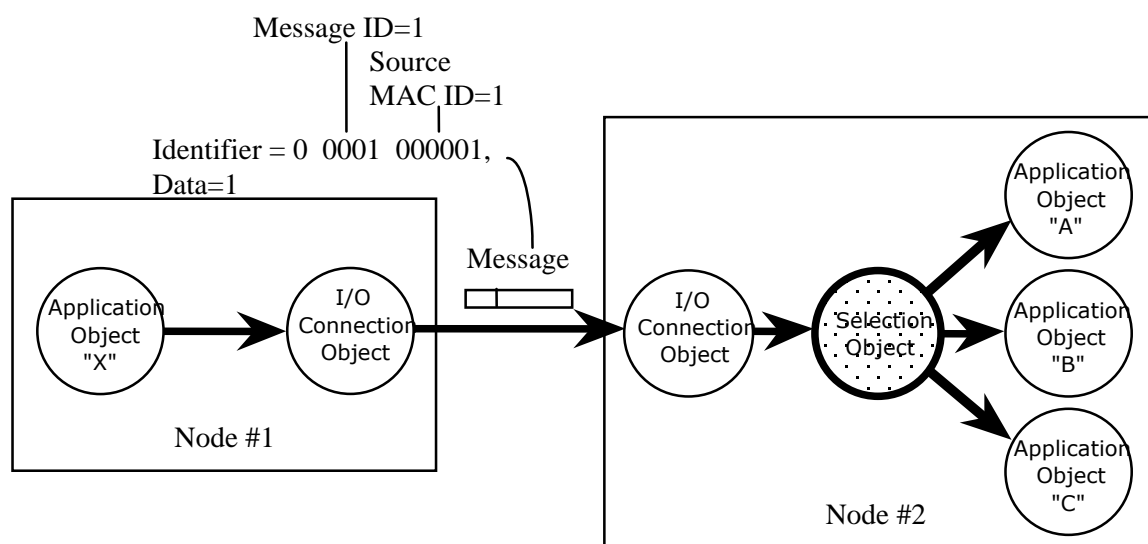 Message ID=1
Source
MAC ID=1
Identifier = 0 0001 000001,
Data=1
Message
Application
Object
"X"
I/O
Connection
Object
Node #1
I/O
Connection
Object
Selection
Object
Application
Object
"A"
Application
Object
"B"
Application
Object
"C"
Node #2